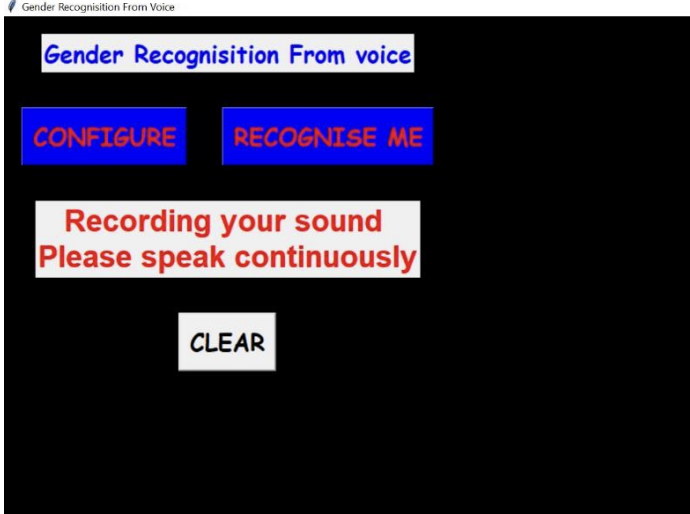 Gender Recognisition From Voice
Gender Recognisition From voice
CONFIGURE
RECOGNISE ME
Recording your sound
Please speak continuously
CLEAR